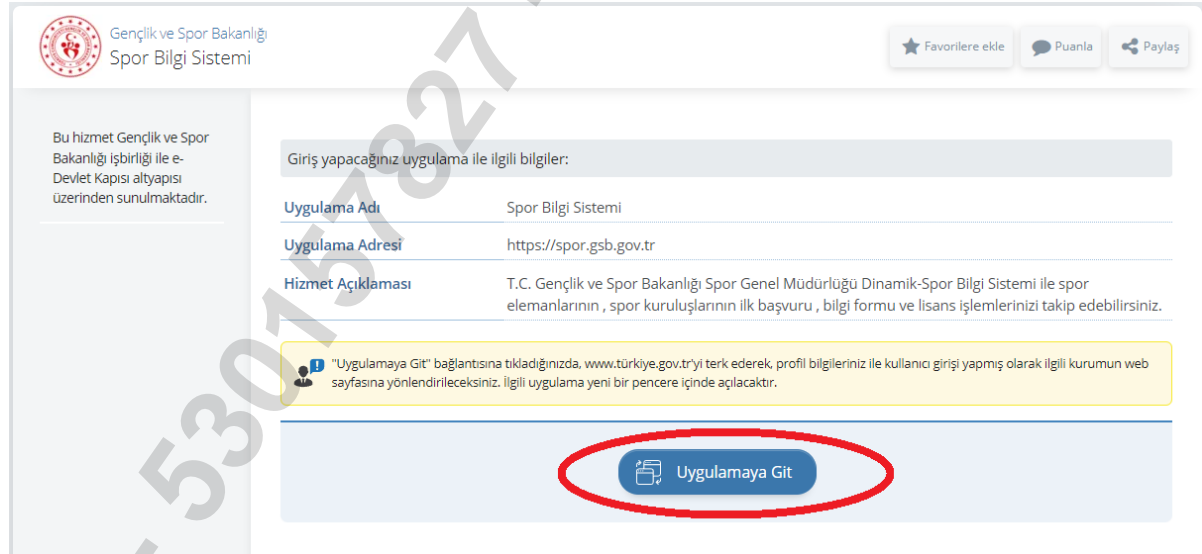 Gençlik ve Spor Bakanlığı
Spor Bilgi Sistemi
Favorilere ekle
Puanla
Paylaş
Bu hizmet Gençlik ve Spor
Bakanlığı işbirliği ile e-
Devlet Kapısı altyapısı
üzerinden sunulmaktadır.
Giriş yapacağınız uygulama ile ilgili bilgiler:
Uygulama Adı Spor Bilgi Sistemi
Uygulama Adresi https://spor.gsb.gov.tr
Hizmet Açıklaması T.C. Gençlik ve Spor Bakanlığı Spor Genel Müdürlüğü Dinamik-Spor Bilgi Sistemi ile spor
elemanlarının , spor kuruluşlarının ilk başvuru , bilgi formu ve lisans işlemlerinizi takip edebilirsiniz.
"Uygulamaya Git" bağlantısına tıkladığınızda, www.türkiye.gov.tr'yi terk ederek, profil bilgileriniz ile kullanıcı girişi yapmış olarak ilgili kurumun web
sayfasına yönlendirileceksiniz. İlgili uygulama yeni bir pencere içinde açılacaktır.
Uygulamaya Git
5301578271